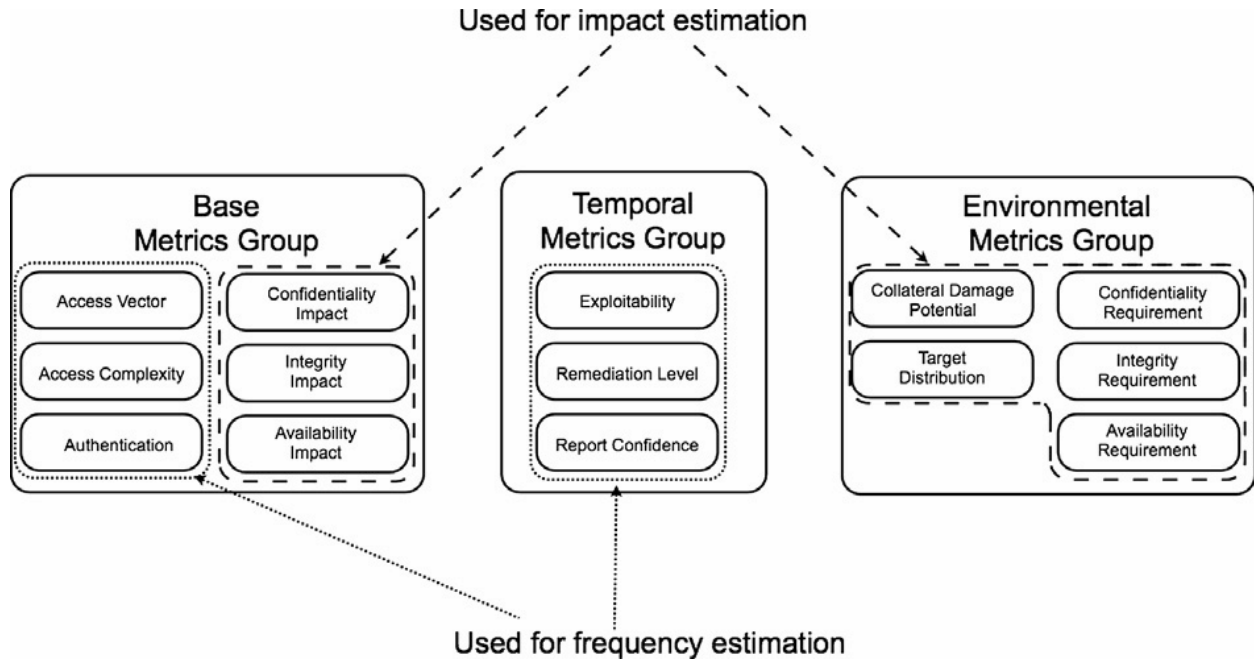 Used for impact estimation
Base
Metrics Group
Access Vector
Access Complexity
Authentication
Confidentiality
Impact
Integrity
Impact
Availability
Impact
Temporal
Metrics Group
Exploitability
Remediation Level
Report Confidence
Environmental
Metrics Group
Collateral Damage
Potential
Target
Distribution
Confidentiality
Requirement
Integrity
Requirement
Availability
Requirement
Used for frequency estimation